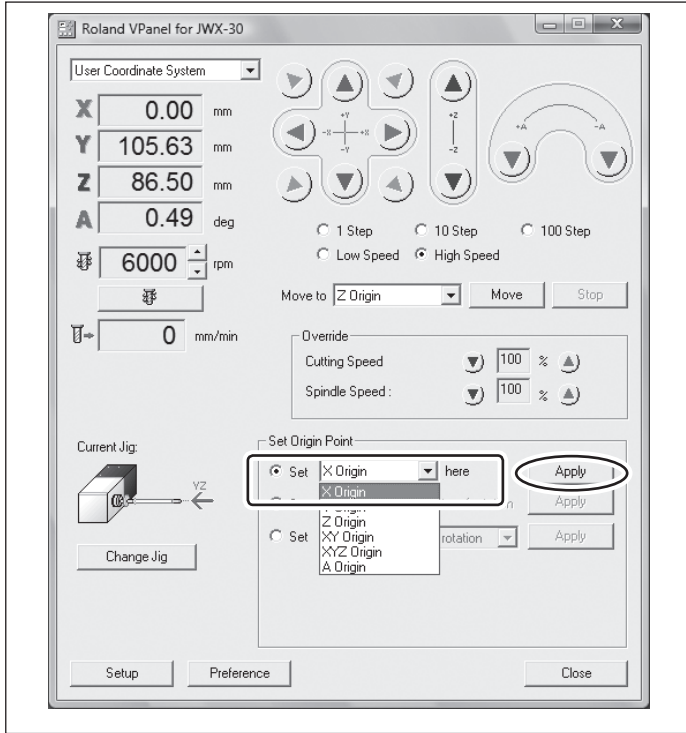 Roland VPanel for JWX-30
User Coordinate System
X 0.00 mm
Y 105.63 mm
Z 86.50 mm
A 0.49 deg
6000 rpm
0 mm/min
+Y
-X +X
-Y
+Z
-Z
+A -A
1 Step 10 Step 100 Step
Low Speed High Speed
Move to Z Origin Move Stop
Override
Cutting Speed 100 %
Spindle Speed : 100 %
Current Jig:
YZ
Change Jig
Set Origin Point
Set X Origin here Apply
X Origin
Apply
Z Origin
Set XY Origin rotation Apply
XYZ Origin
A Origin
Setup Preference Close